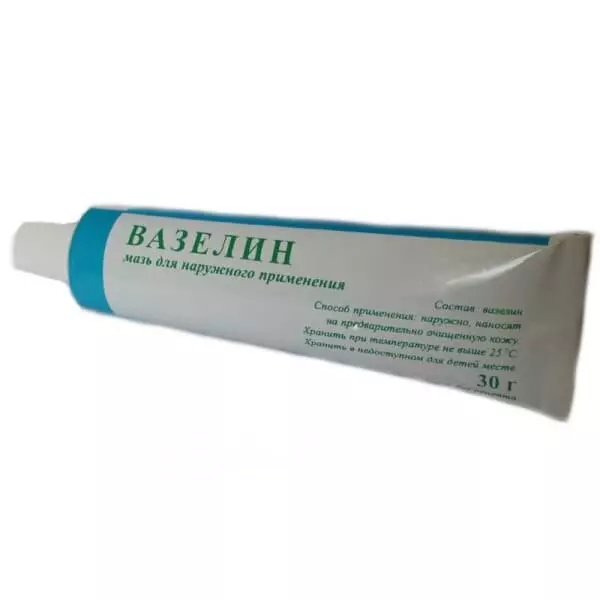 ВАЗЕЛИН
мазь для наружного применения
Состав: вазелин
Способ применения: наружно, наносят
на предварительно очищенную кожу
Хранить при температуре не выше 25 °С
Хранить в недоступном для детей месте
30 г